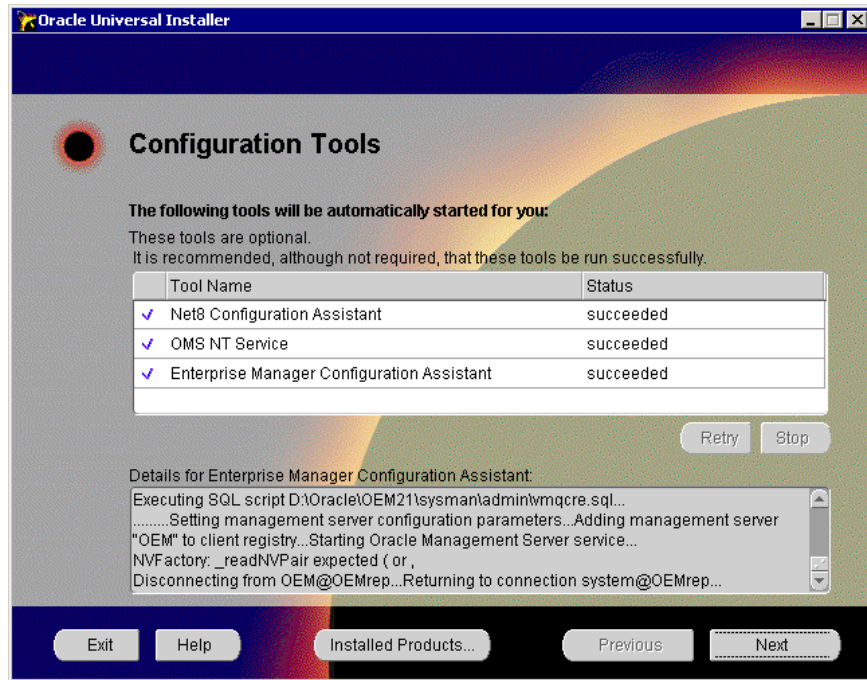 Oracle Universal Installer
Configuration Tools
The following tools will be automatically started for you:
These tools are optional.
It is recommended, although not required, that these tools be run successfully.
Tool Name Status
Net8 Configuration Assistant succeeded
OMS NT Service succeeded
Enterprise Manager Configuration Assistant succeeded
Retry Stop
Details for Enterprise Manager Configuration Assistant:
Executing SQL script D:\Oracle\OEM21\sysman\admin\vmqcre.sql...
.........Setting management server configuration parameters...Adding management server
"OEM" to client registry...Starting Oracle Management Server service...
NVFactory: _readNVPair expected ( or ,
Disconnecting from OEM@OEMrep...Returning to connection system@OEMrep...
Exit Help Installed Products... Previous Next